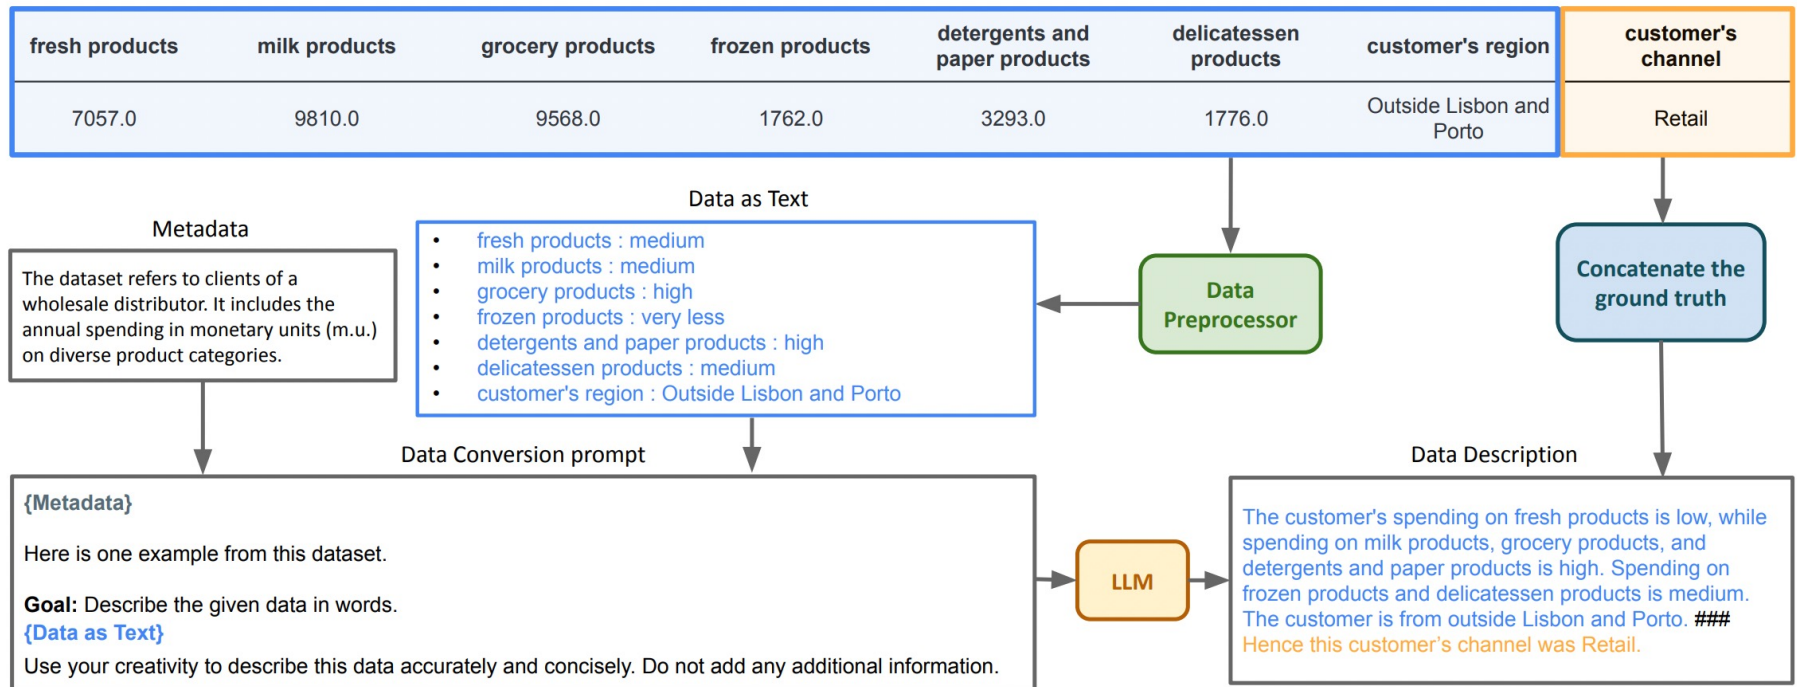 fresh products
milk products
grocery products
frozen products
detergents and
paper products
delicatessen
products
customer's region
customer's
channel
7057.0
9810.0
9568.0
1762.0
3293.0
1776.0
Outside Lisbon and
Porto
Retail
Metadata
The dataset refers to clients of a
wholesale distributor. It includes the
annual spending in monetary units (m.u.)
on diverse product categories.
Data as Text
• fresh products : medium
• milk products : medium
• grocery products : high
• frozen products : very less
• detergents and paper products : high
• delicatessen products : medium
• customer's region : Outside Lisbon and Porto
Data
Preprocessor
Concatenate the
ground truth
Data Conversion prompt
{Metadata}
Here is one example from this dataset.
Goal: Describe the given data in words.
{Data as Text}
Use your creativity to describe this data accurately and concisely. Do not add any additional information.
LLM
Data Description
The customer's spending on fresh products is low, while
spending on milk products, grocery products, and
detergents and paper products is high. Spending on
frozen products and delicatessen products is medium.
The customer is from outside Lisbon and Porto. ###
Hence this customer's channel was Retail.